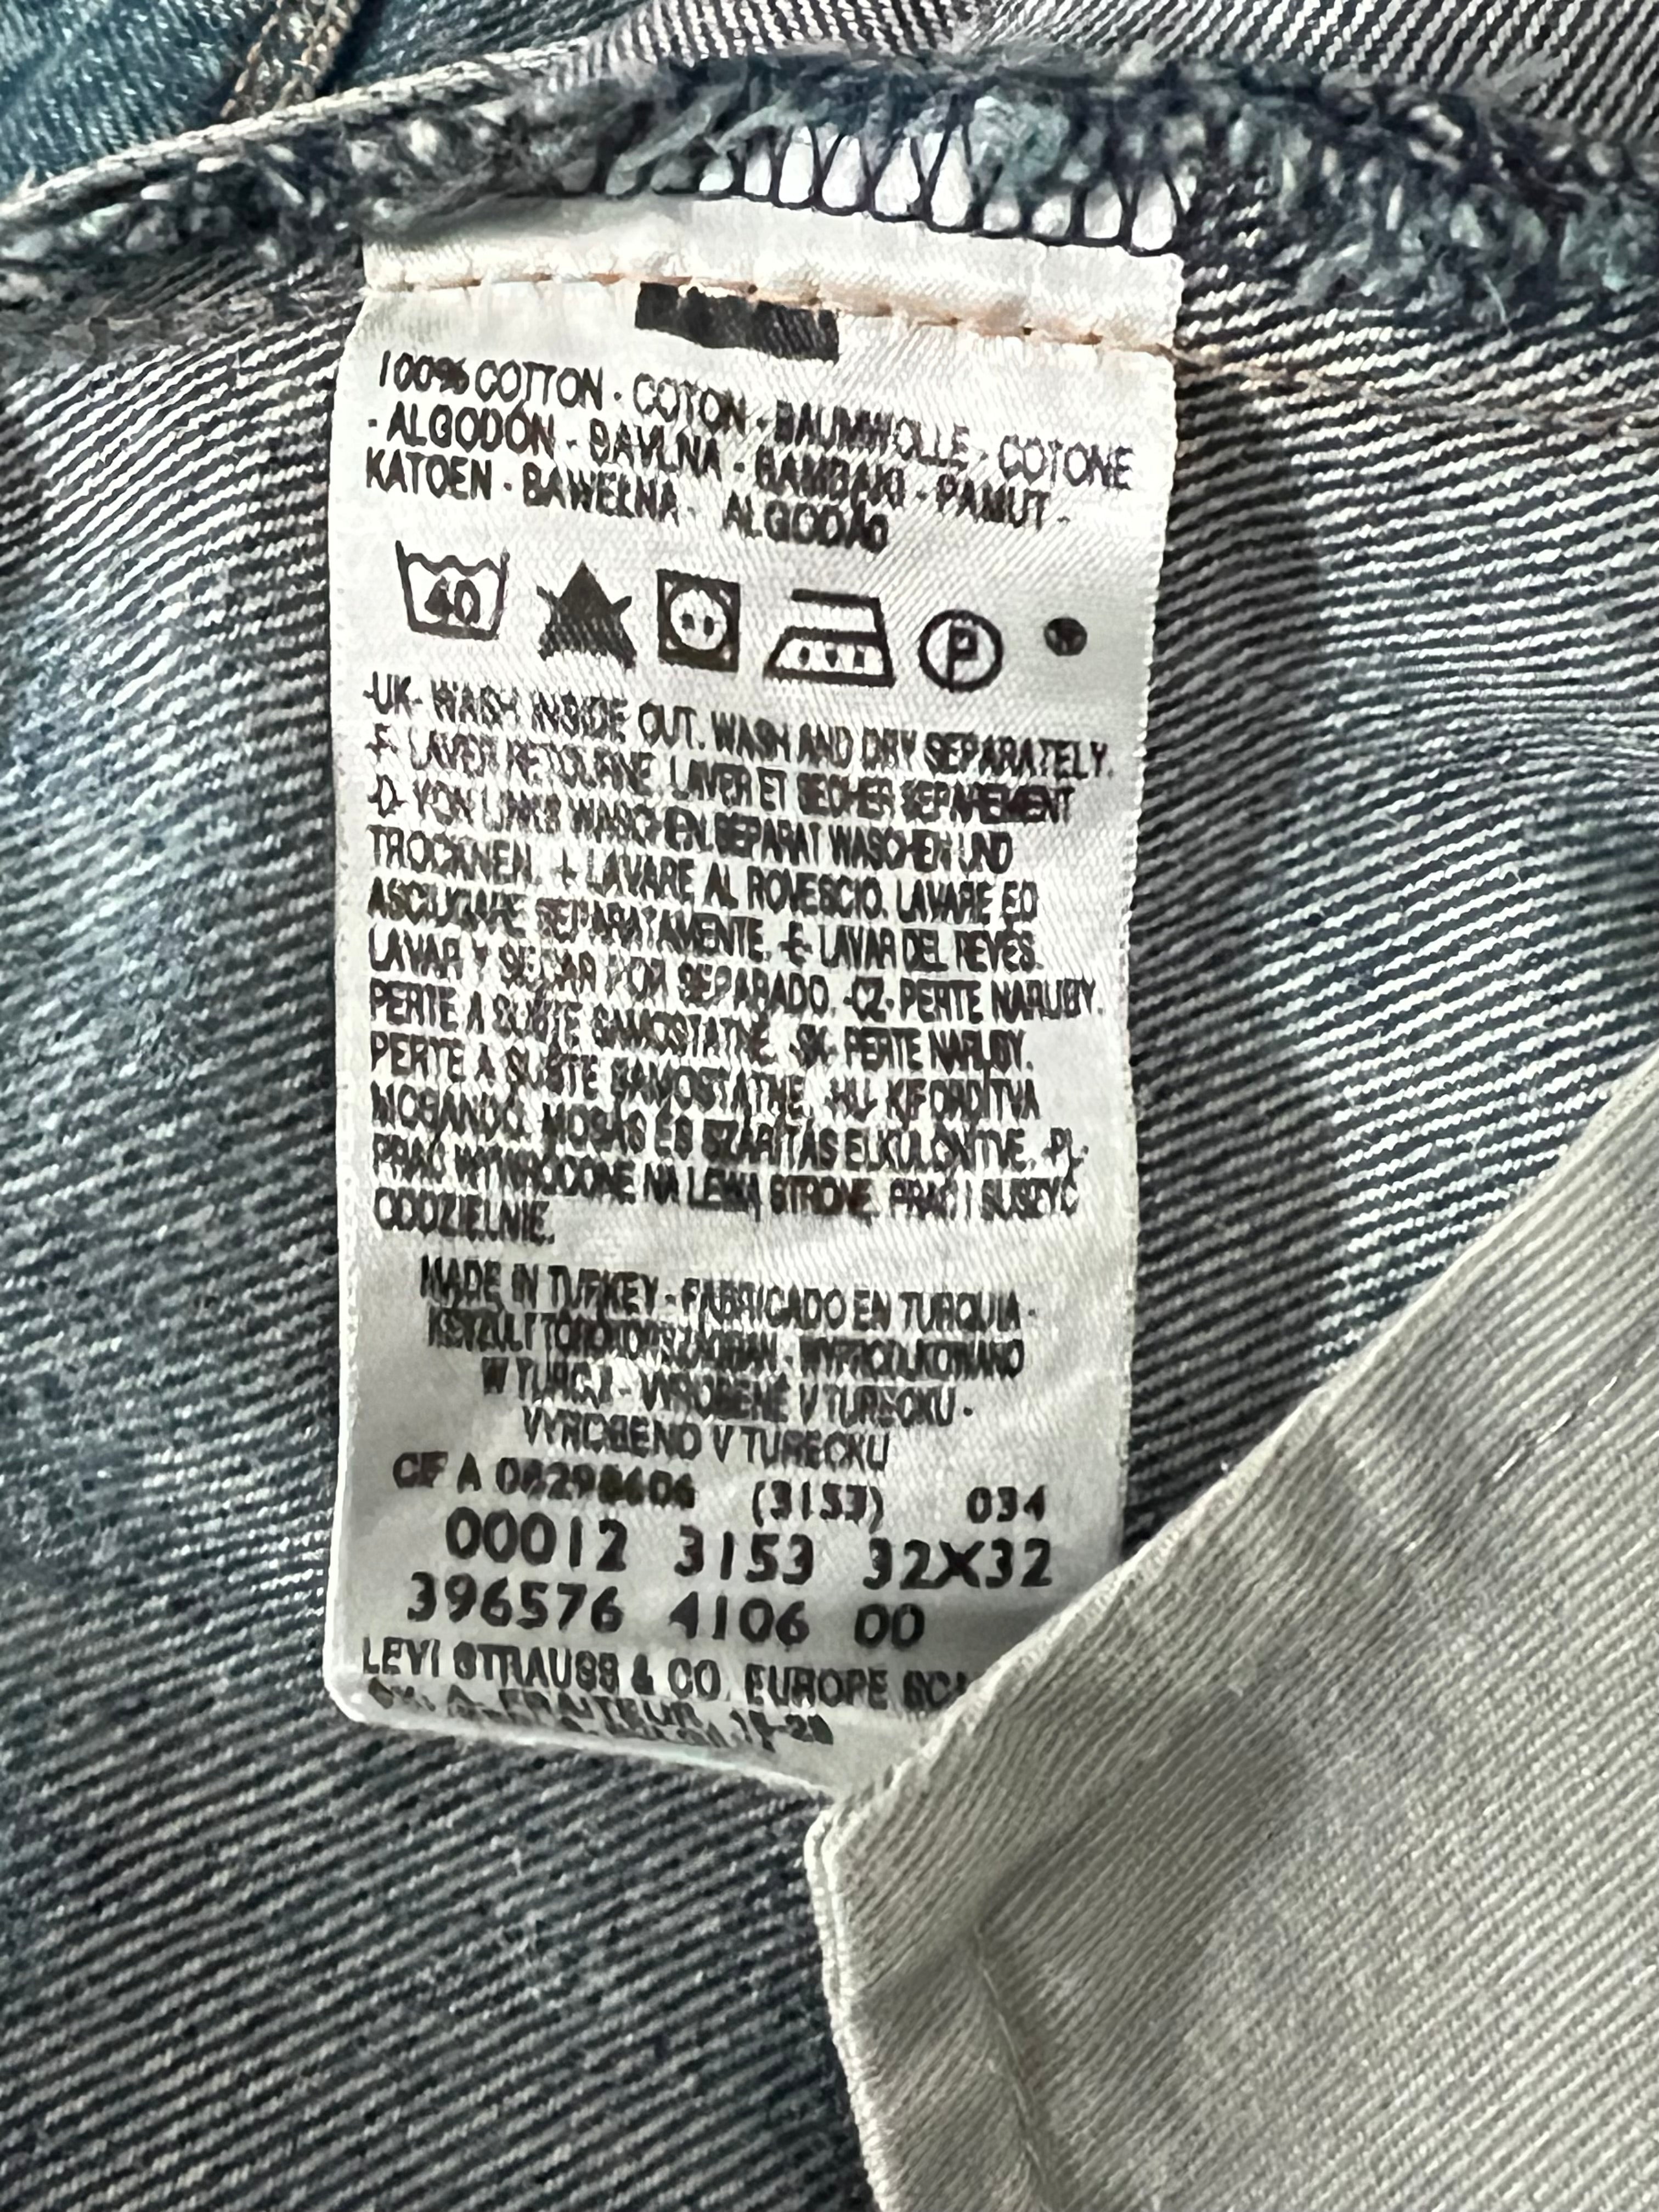 100% COTTON - COTON - BAUMWOLLE - COTONE
- ALGODÓN - BAVLNA - BAMBAKI - PAMUT -
KATOEN - BAWEŁNA - ALGODÃO
40 P
-UK- WASH INSIDE OUT. WASH AND DRY SEPARATELY.
-F- LAVER RETOURNE. LAVER ET SECHER SEPAREMENT
-D- VON LINKS WASCHEN. SEPARAT WASCHEN UND
TROCKNEN. -I- LAVARE AL ROVESCIO. LAVARE ED
ASCIUGARE SEPARATAMENTE. -E- LAVAR DEL REVÉS.
LAVAR Y SECAR POR SEPARADO. -CZ- PERTE NARUBY.
PERTE A SUŠTE SAMOSTATNĚ. -SK- PERTE NARUBY.
PERTE A SUŠTE SAMOSTATNE. -HU- KIFORDÍTVA
MOSANDÓ. MOSÁS ÉS SZÁRÍTÁS ELKÜLÖNÍTVE. -PL-
PRAĆ WYWRÓCONE NA LEWĄ STRONĘ. PRAĆ I SUSZYĆ
ODDZIELNIE.
MADE IN TURKEY - FABRICADO EN TURQUIA -
KÉSZÜLT TÖRÖKORSZÁGBAN - WYPRODUKOWANO
W TURCJI - VYROBENÉ V TURECKU -
VYROBENO V TURECKU
A (3153) 034
00012 3153 32X32
396576 4106 00
LEVI STRAUSS & CO. EUROPE